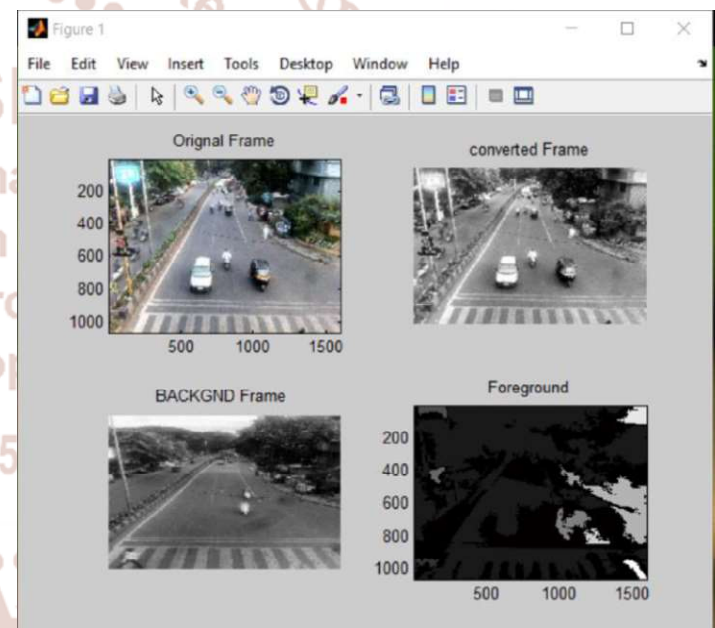 Figure 1
File Edit View Insert Tools Desktop Window Help
Orignal Frame
200
400
600
800
1000
500 1000 1500
converted Frame
BACKGND Frame
Foreground
200
400
600
800
1000
500 1000 1500